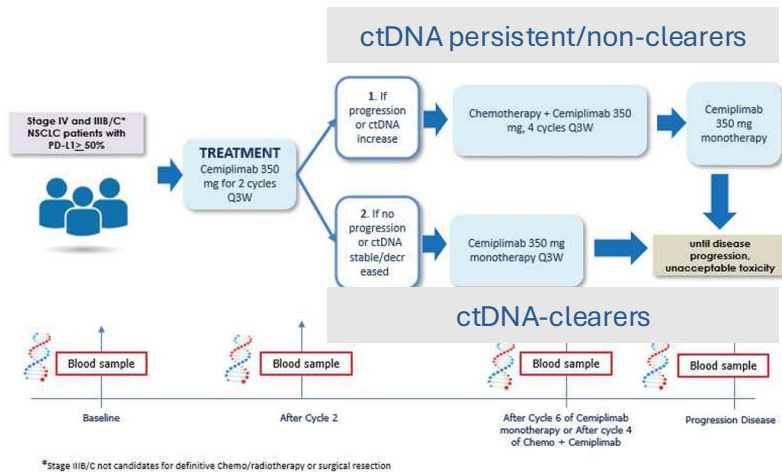 ctDNA persistent/non-clearers
Stage IV and IIIB/C*
NSCLC patients with
PD-L1≥ 50%
TREATMENT
Cemiplimab 350
mg for 2 cycles
Q3W
1. If
progression
or ctDNA
increase
Chemotherapy + Cemiplimab 350
mg, 4 cycles Q3W
Cemiplimab
350 mg
monotherapy
2. If no
progression
or ctDNA
stable/decr
eased
Cemiplimab 350 mg
monotherapy Q3W
until disease
progression,
unacceptable toxicity
ctDNA-clearers
Blood sample
Blood sample
Blood sample
Blood sample
Baseline
After Cycle 2
After Cycle 6 of Cemiplimab
monotherapy or After cycle 4
of Chemo + Cemiplimab
Progression Disease
*Stage IIIB/C not candidates for definitive Chemo/radiotherapy or surgical resection